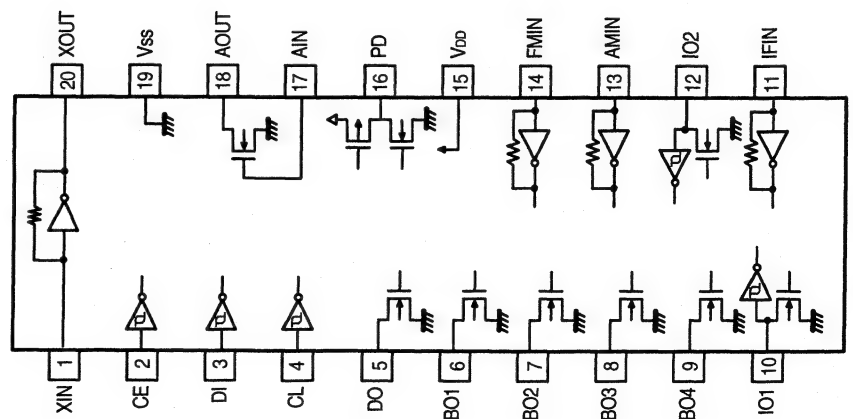 XOUT
Vss
AOUT
AIN
PD
VDD
FMIN
AMIN
IO2
IFIN
20
19
18
17
16
15
14
13
12
11
1
2
3
4
5
6
7
8
9
10
XIN
CE
DI
CL
DO
BO1
BO2
BO3
BO4
IO1